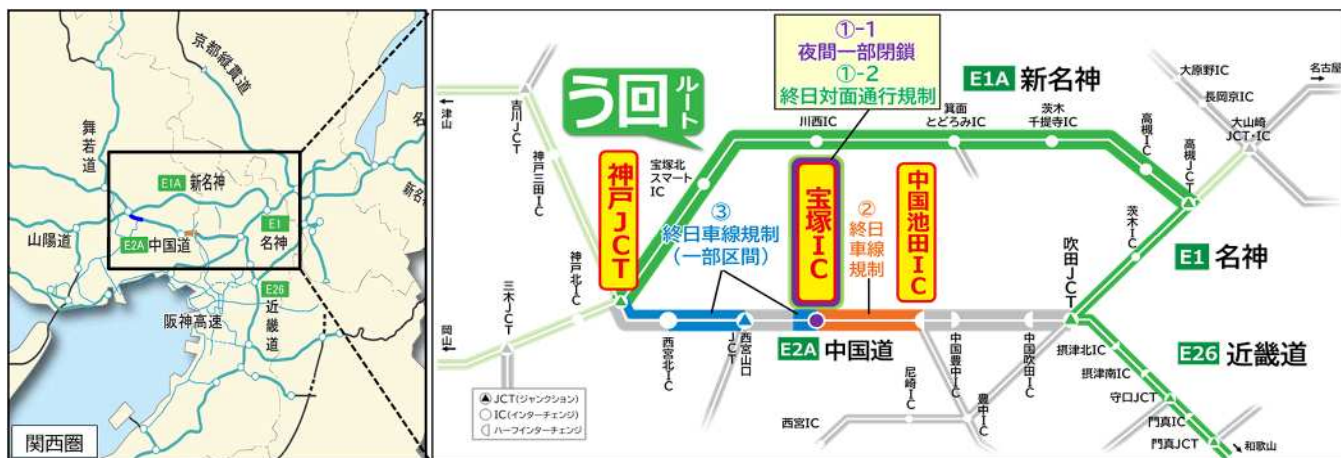 京都縦貫道
舞若道
名
E1A 新名神
新名
E1
名神
E2A 中国道
山陽道
E26
近畿道
阪神高速
関西圏
①-1
夜間一部閉鎖
①-2
終日対面通行規制
E1A 新名神
う回ルート
大原野IC
名古屋
長岡京IC
大山崎
JCT・IC
津山
吉川JCT
神戸三田IC
川西IC
箕面
とどろみIC
茨木
千提寺IC
高槻IC
高槻JCT
宝塚北
スマート
IC
神戸JCT
宝塚IC
中国池田IC
③
終日車線規制
（一部区間）
②
終日
車線
規制
茨木IC
E1 名神
神戸北IC
三木JCT
吹田JCT
岡山
西宮北IC
西宮山口
JCT
E2A 中国道
中国豊中IC
中国吹田IC
摂津北IC
E26 近畿道
摂津南IC
尼崎IC
豊中IC
守口JCT
西宮IC
門真IC
門真JCT
和歌山
JCT(ジャンクション)
IC(インターチェンジ)
ハーフインターチェンジ